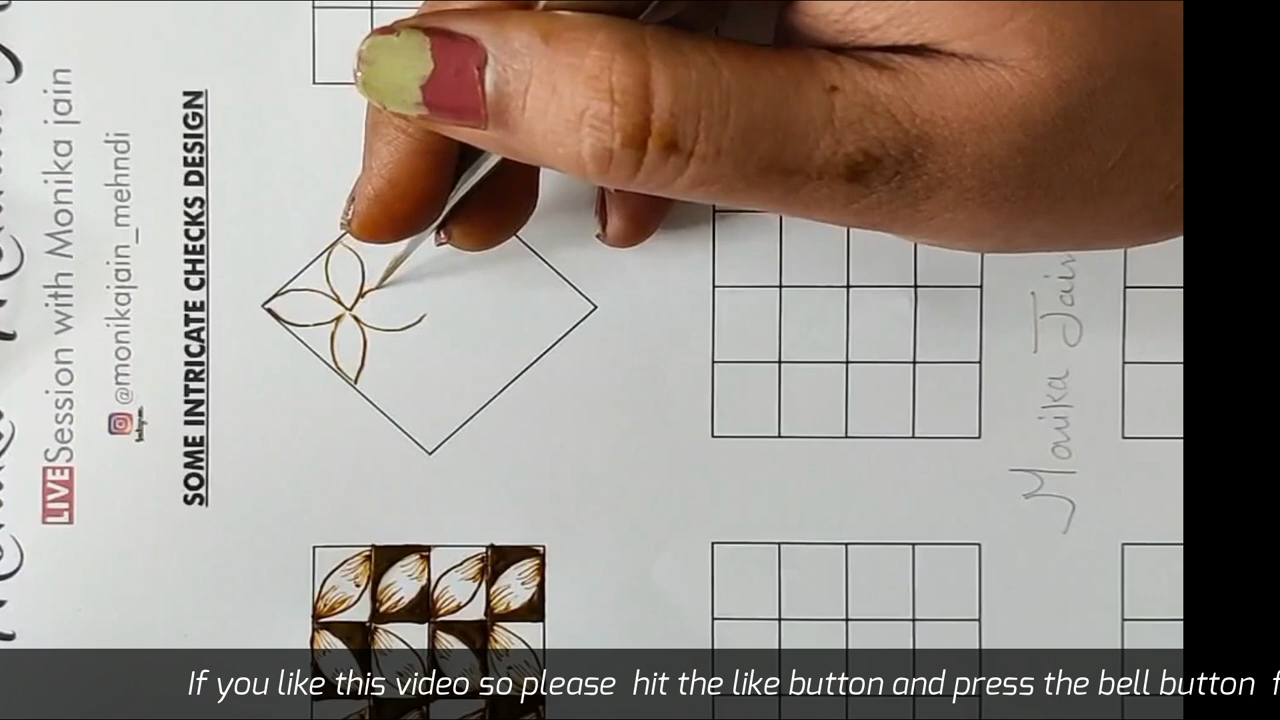 LIVE Session with Monika jain
@monikajain_mehndi
SOME INTRICATE CHECKS DESIGN
Monika Jain
If you like this video so please hit the like button and press the bell button f